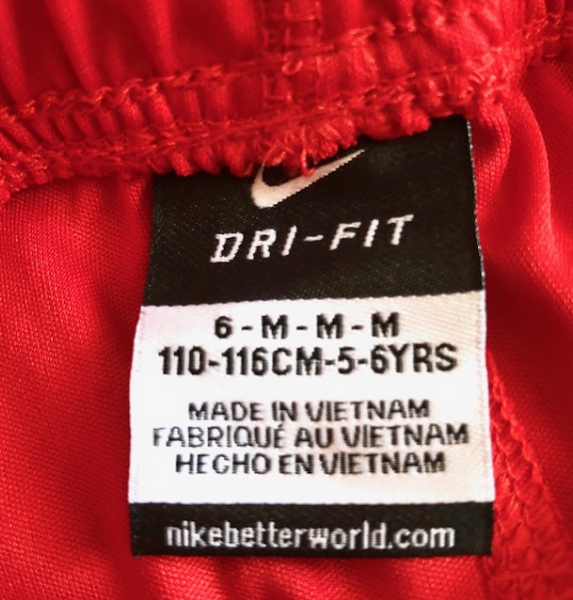 DRI-FIT
6-M-M-M
110-116CM-5-6YRS
MADE IN VIETNAM
FABRIQUÉ AU VIETNAM
HECHO EN VIETNAM
nikebetterworld.com